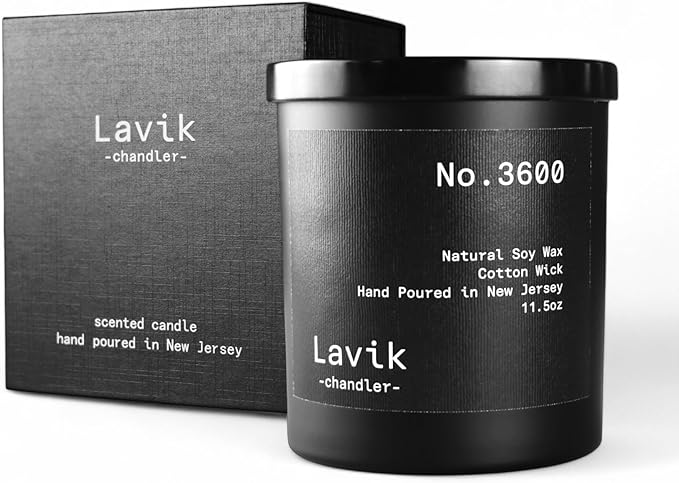 Lavik
-chandler-
scented candle
hand poured in New Jersey
No.3600
Natural Soy Wax
Cotton Wick
Hand Poured in New Jersey
11.5oz
Lavik
-chandler-